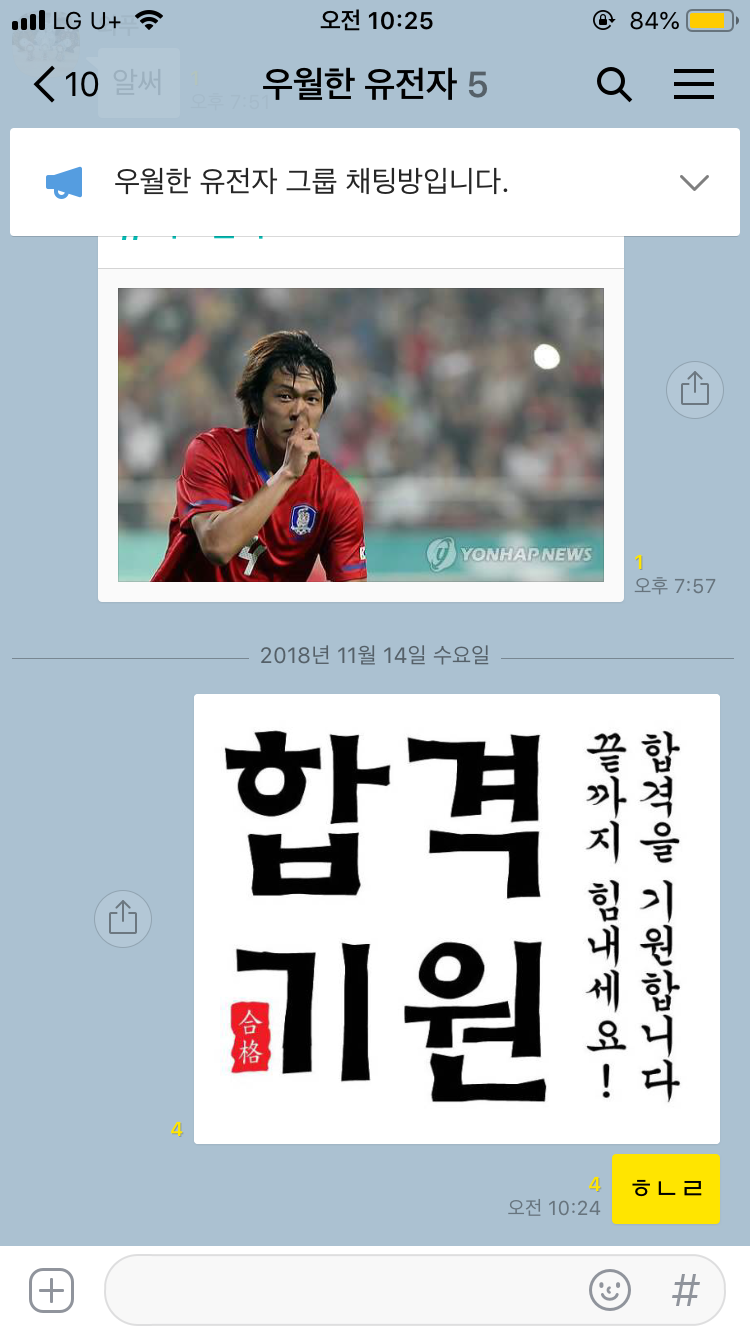 LG U+ 오전 10:25 84%
10 알써 우월한 유전자 5
오후 7:51
우월한 유전자 그룹 채팅방입니다.
4
YONHAP NEWS
1
오후 7:57
2018년 11월 14일 수요일
합격
기원
合格
합격을 기원합니다
끝까지 힘내세요!
4
4
오전 10:24
ㅎㄴㄹ
#